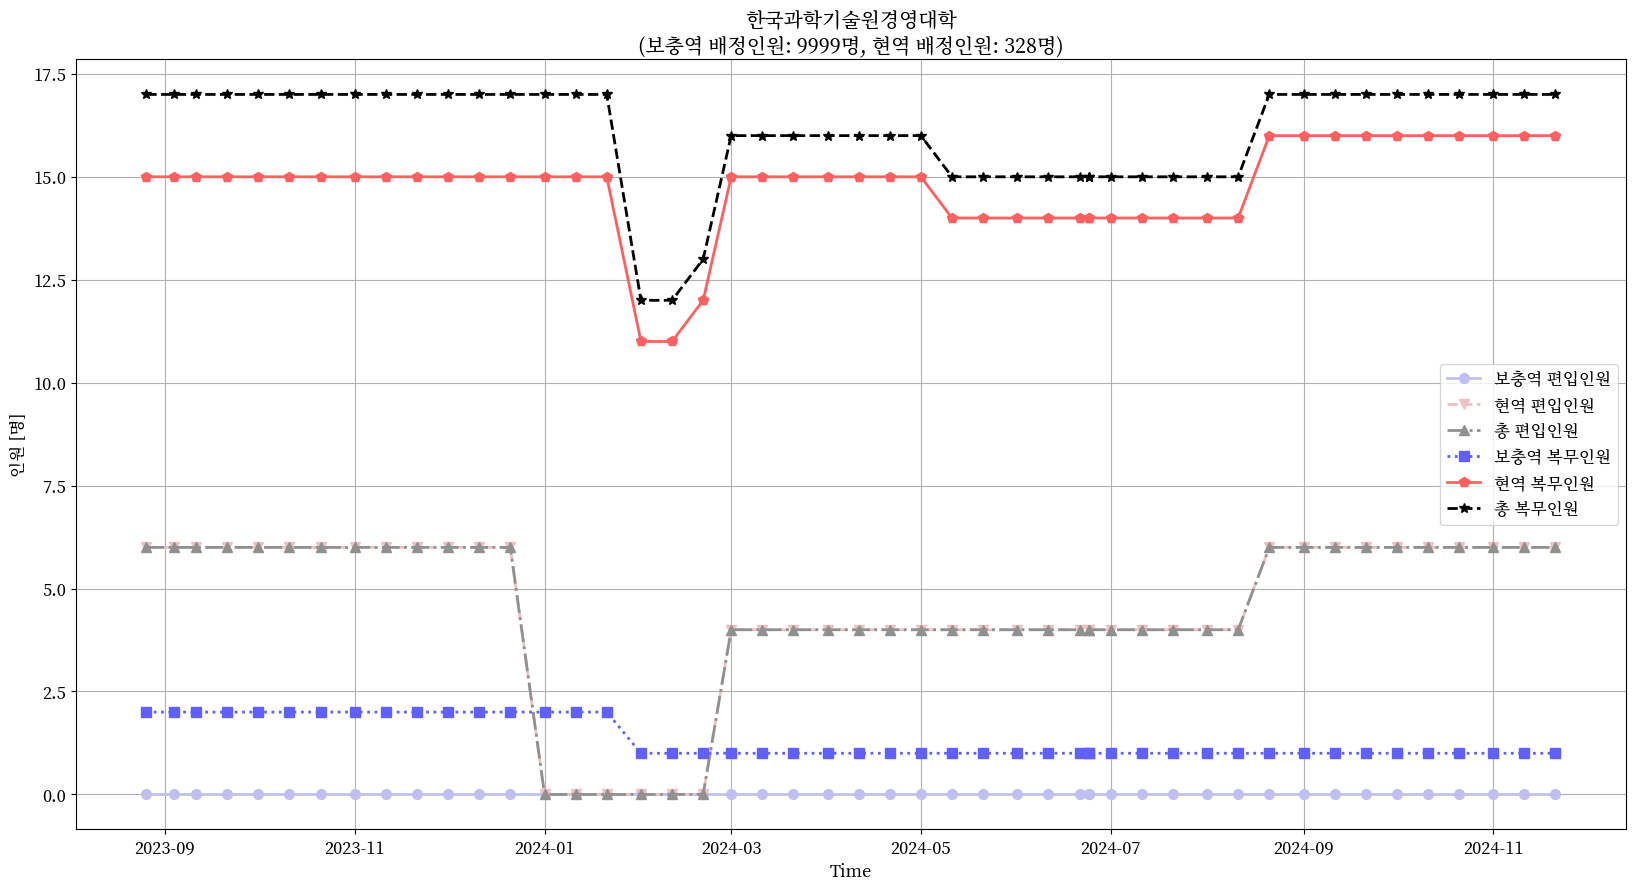 한국과학기술원경영대학
(보충역 배정인원: 9999명, 현역 배정인원: 328명)
인원 [명]
17.5
15.0
12.5
10.0
7.5
5.0
2.5
0.0
보충역 편입인원
현역 편입인원
총 편입인원
보충역 복무인원
현역 복무인원
총 복무인원
2023-09 2023-11 2024-01 2024-03 2024-05 2024-07 2024-09 2024-11
Time